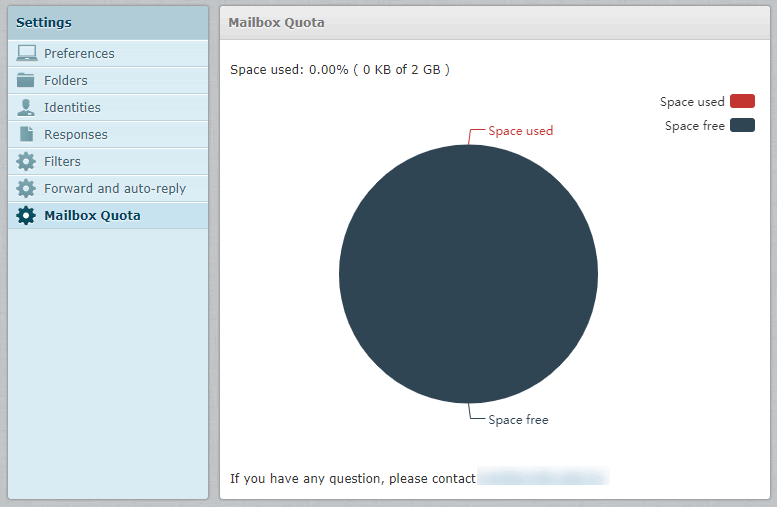 Settings
Preferences
Folders
Identities
Responses
Filters
Forward and auto-reply
Mailbox Quota
Mailbox Quota
Space used: 0.00% ( 0 KB of 2 GB )
Space used
Space free
Space used
Space free
If you have any question, please contact